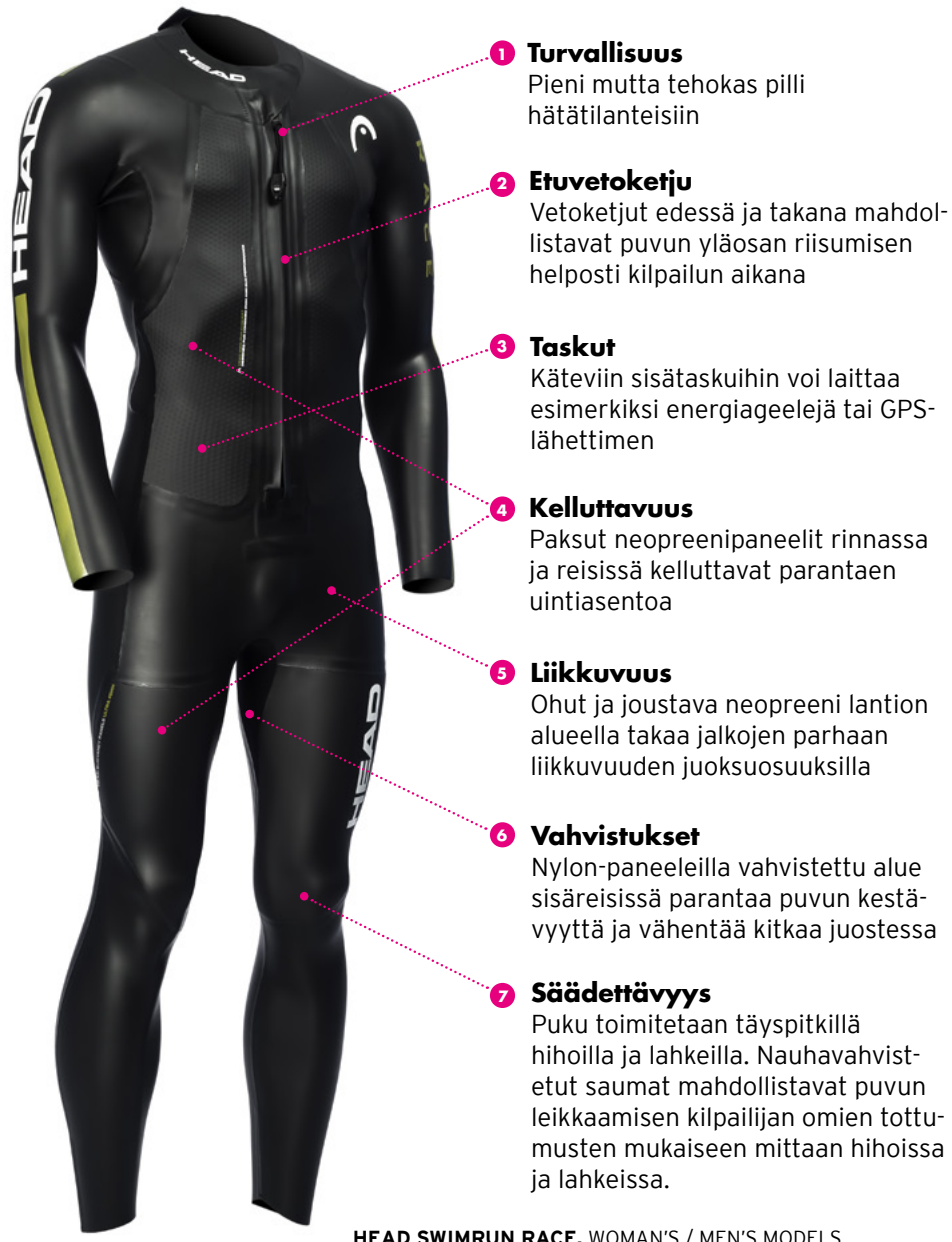 HEAD
HEAD
RACE
HEAD
1 Turvallisuus
Pieni mutta tehokas pilli
hätätilanteisiin
2 Etuvetoketju
Vetoketjut edessä ja takana mahdol-
listavat puvun yläosan riisumisen
helposti kilpailun aikana
3 Taskut
Käteviin sisätaskuihin voi laittaa
esimerkiksi energiageelejä tai GPS-
lähettimen
4 Kelluttavuus
Paksut neopreenipaneelit rinnassa
ja reisissä kelluttavat parantaen
uintiasentoa
5 Liikkuvuus
Ohut ja joustava neopreeni lantion
alueella takaa jalkojen parhaan
liikkuvuuden juoksuosuuksilla
6 Vahvistukset
Nylon-paneeleilla vahvistettu alue
sisäreisissä parantaa puvun kestä-
vyyttä ja vähentää kitkaa juostessa
7 Säädettävyys
Puku toimitetaan täyspitkillä
hihoilla ja lahkeilla. Nauhavahvist-
etut saumat mahdollistavat puvun
leikkaamisen kilpailijan omien tottu-
musten mukaiseen mittaan hihoissa
ja lahkeissa.
HEAD SWIMRUN RACE, WOMAN'S / MEN'S MODELS